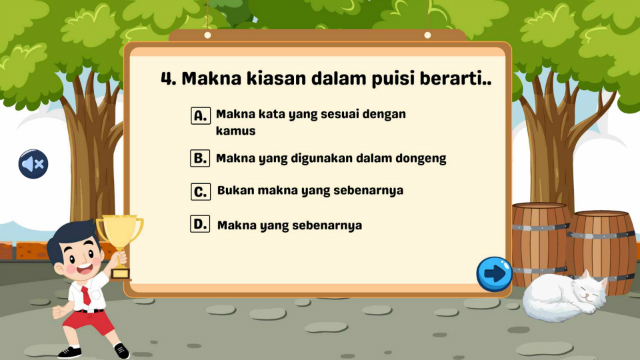 4. Makna kiasan dalam puisi berarti..
A. Makna kata yang sesuai dengan
kamus
B. Makna yang digunakan dalam dongeng
C. Bukan makna yang sebenarnya
D. Makna yang sebenarnya